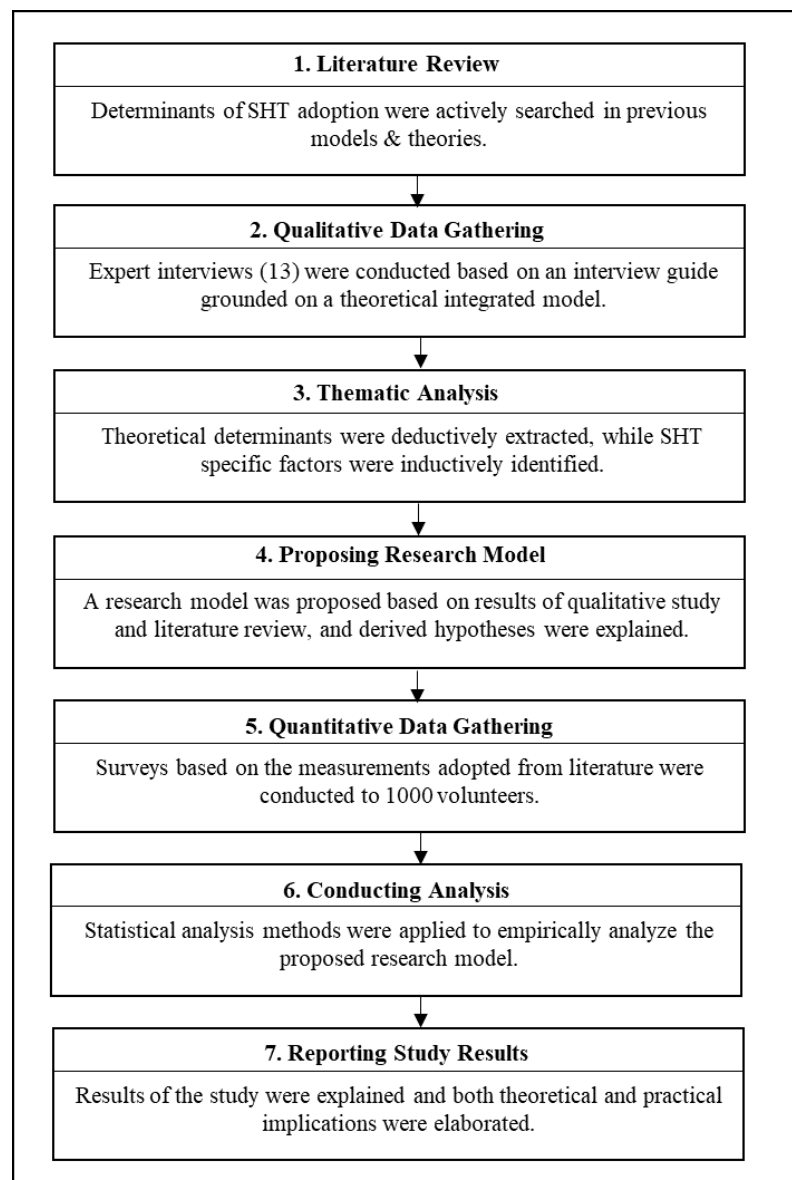 1. Literature Review
Determinants of SHT adoption were actively searched in previous
models & theories.
2. Qualitative Data Gathering
Expert interviews (13) were conducted based on an interview guide
grounded on a theoretical integrated model.
3. Thematic Analysis
Theoretical determinants were deductively extracted, while SHT
specific factors were inductively identified.
4. Proposing Research Model
A research model was proposed based on results of qualitative study
and literature review, and derived hypotheses were explained.
5. Quantitative Data Gathering
Surveys based on the measurements adopted from literature were
conducted to 1000 volunteers.
6. Conducting Analysis
Statistical analysis methods were applied to empirically analyze the
proposed research model.
7. Reporting Study Results
Results of the study were explained and both theoretical and practical
implications were elaborated.